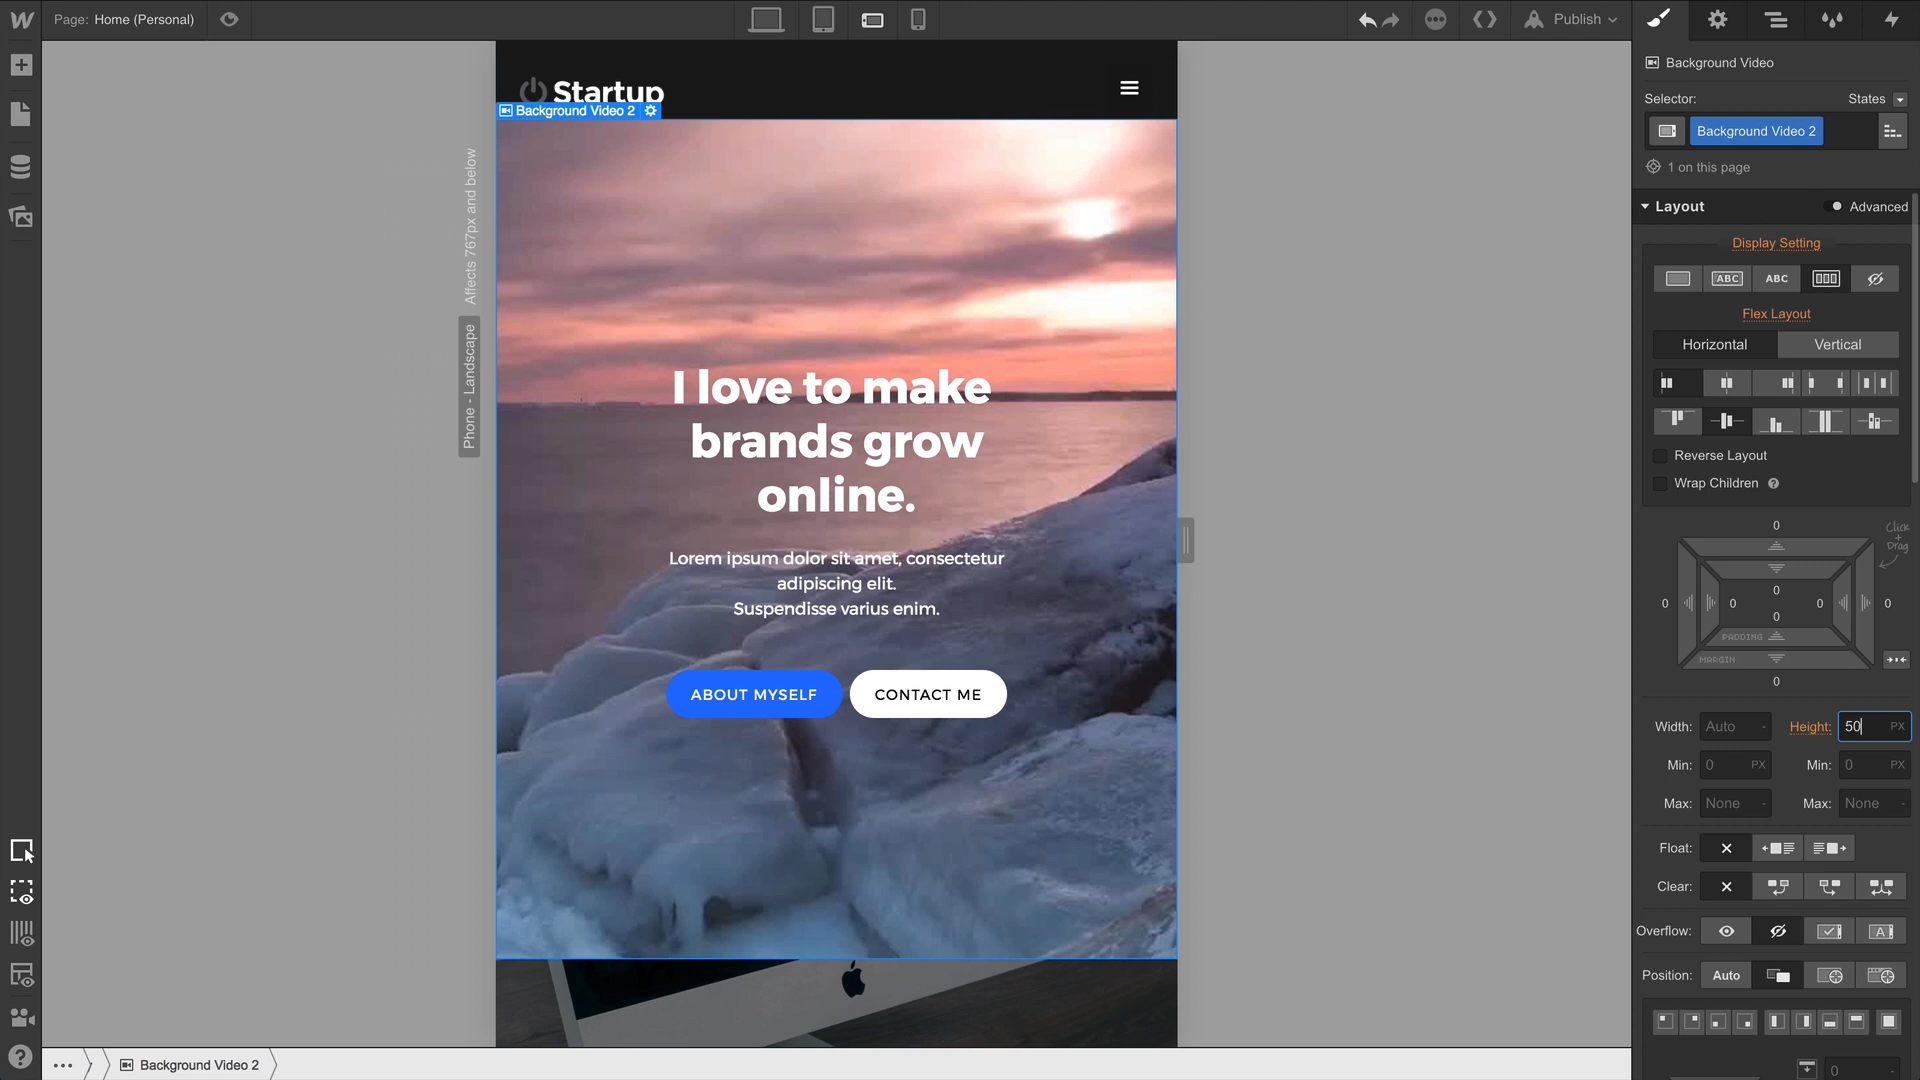 Page: Home (Personal)
Publish
Background Video
Selector:
States
Background Video 2
1 on this page
Layout
Advanced
Display Setting
ABC
ABC
Flex Layout
Horizontal
Vertical
Reverse Layout
Wrap Children
Click
+
Drag
0
0
0
0
0
0
0
PADDING
MARGIN
0
Width:
Auto
-
Height:
50
PX
Min:
0
PX
Min:
0
PX
Max:
None
-
Max:
None
-
Float:
Clear:
Overflow:
A
Position:
Auto
0
-
Affects 767px and below
Phone - Landscape
Startup
Background Video 2
I love to make
brands grow
online.
Lorem ipsum dolor sit amet, consectetur
adipiscing elit.
Suspendisse varius enim.
ABOUT MYSELF
CONTACT ME
Background Video 2